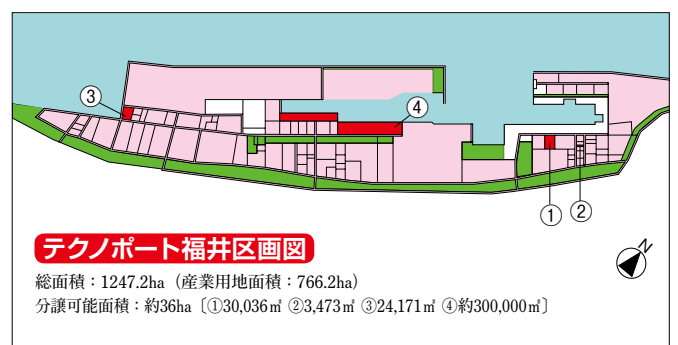 ③
④
①
②
N
テクノポート福井区画図
総面積：1247.2ha（産業用地面積：766.2ha）
分譲可能面積：約36ha〔①30,036㎡ ②3,473㎡ ③24,171㎡ ④約300,000㎡〕